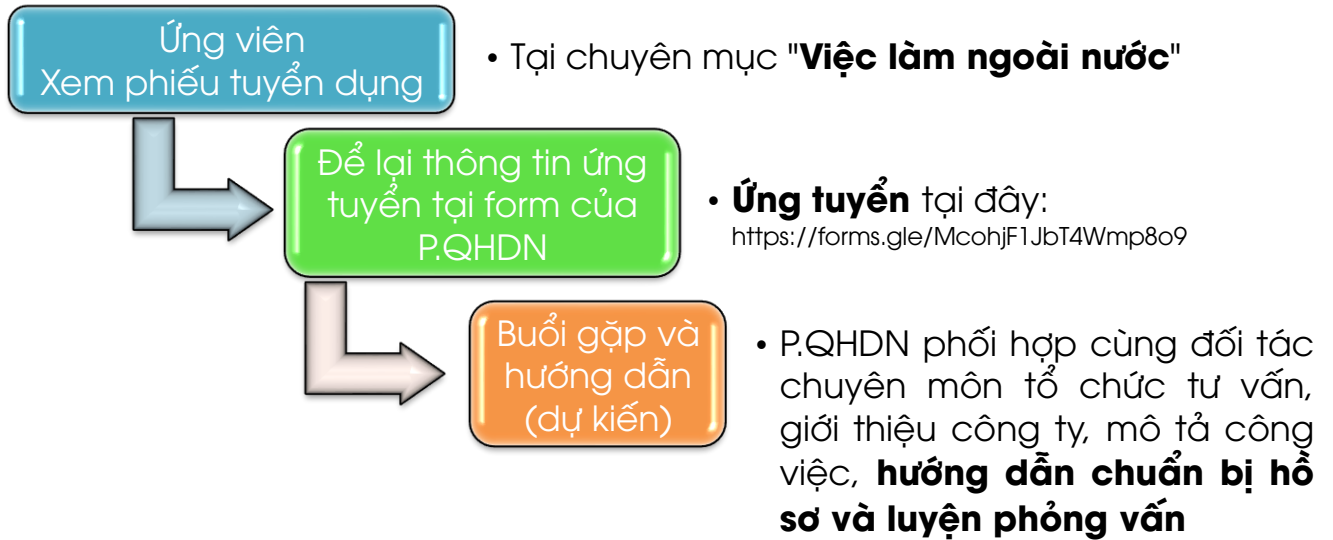 Ứng viên
Xem phiếu tuyển dụng
• Tại chuyên mục "Việc làm ngoài nước"
Để lại thông tin ứng
tuyển tại form của
P.QHDN
• Ứng tuyển tại đây:
https://forms.gle/McohjF1JbT4Wmp8o9
Buổi gặp và
hướng dẫn
(dự kiến)
• P.QHDN phối hợp cùng đối tác
chuyên môn tổ chức tư vấn,
giới thiệu công ty, mô tả công
việc, hướng dẫn chuẩn bị hồ
sơ và luyện phỏng vấn